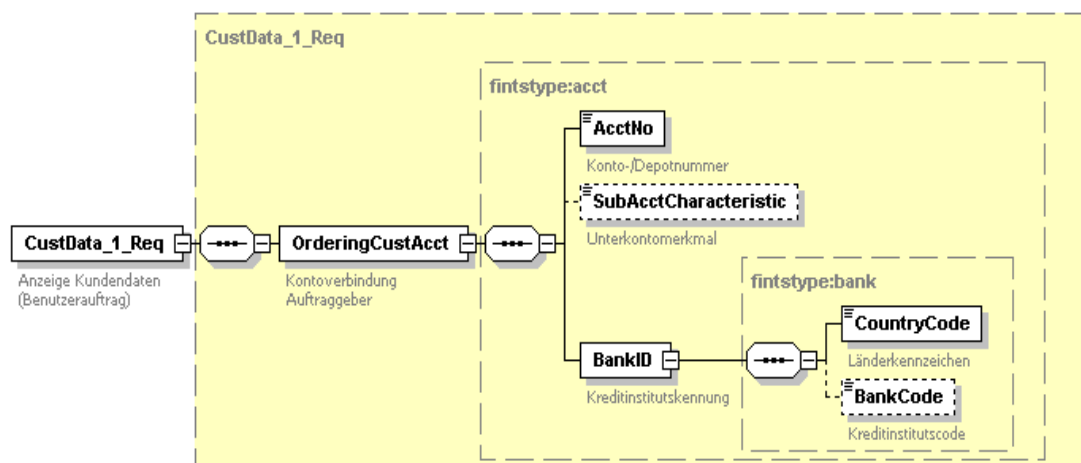 CustData_1_Req
fintstype:acct
AcctNo
Konto-/Depotnummer
SubAcctCharacteristic
Unterkontomerkmal
CustData_1_Req
Anzeige Kundendaten
(Benutzerauftrag)
OrderingCustAcct
Kontoverbindung
Auftraggeber
fintstype:bank
CountryCode
Länderkennzeichen
BankID
Kreditinstitutskennung
BankCode
Kreditinstitutscode